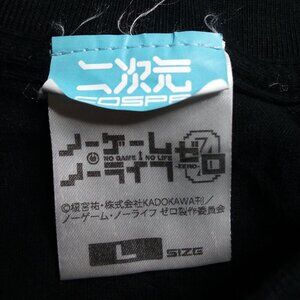 二次元
COSPA
ノーゲーム
NO GAME NO LIFE
ノーライフ ゼロ
-ZERO-
©榎宮祐・株式会社KADOKAWA刊/
ノーゲーム・ノーライフ ゼロ製作委員会
L SIZE